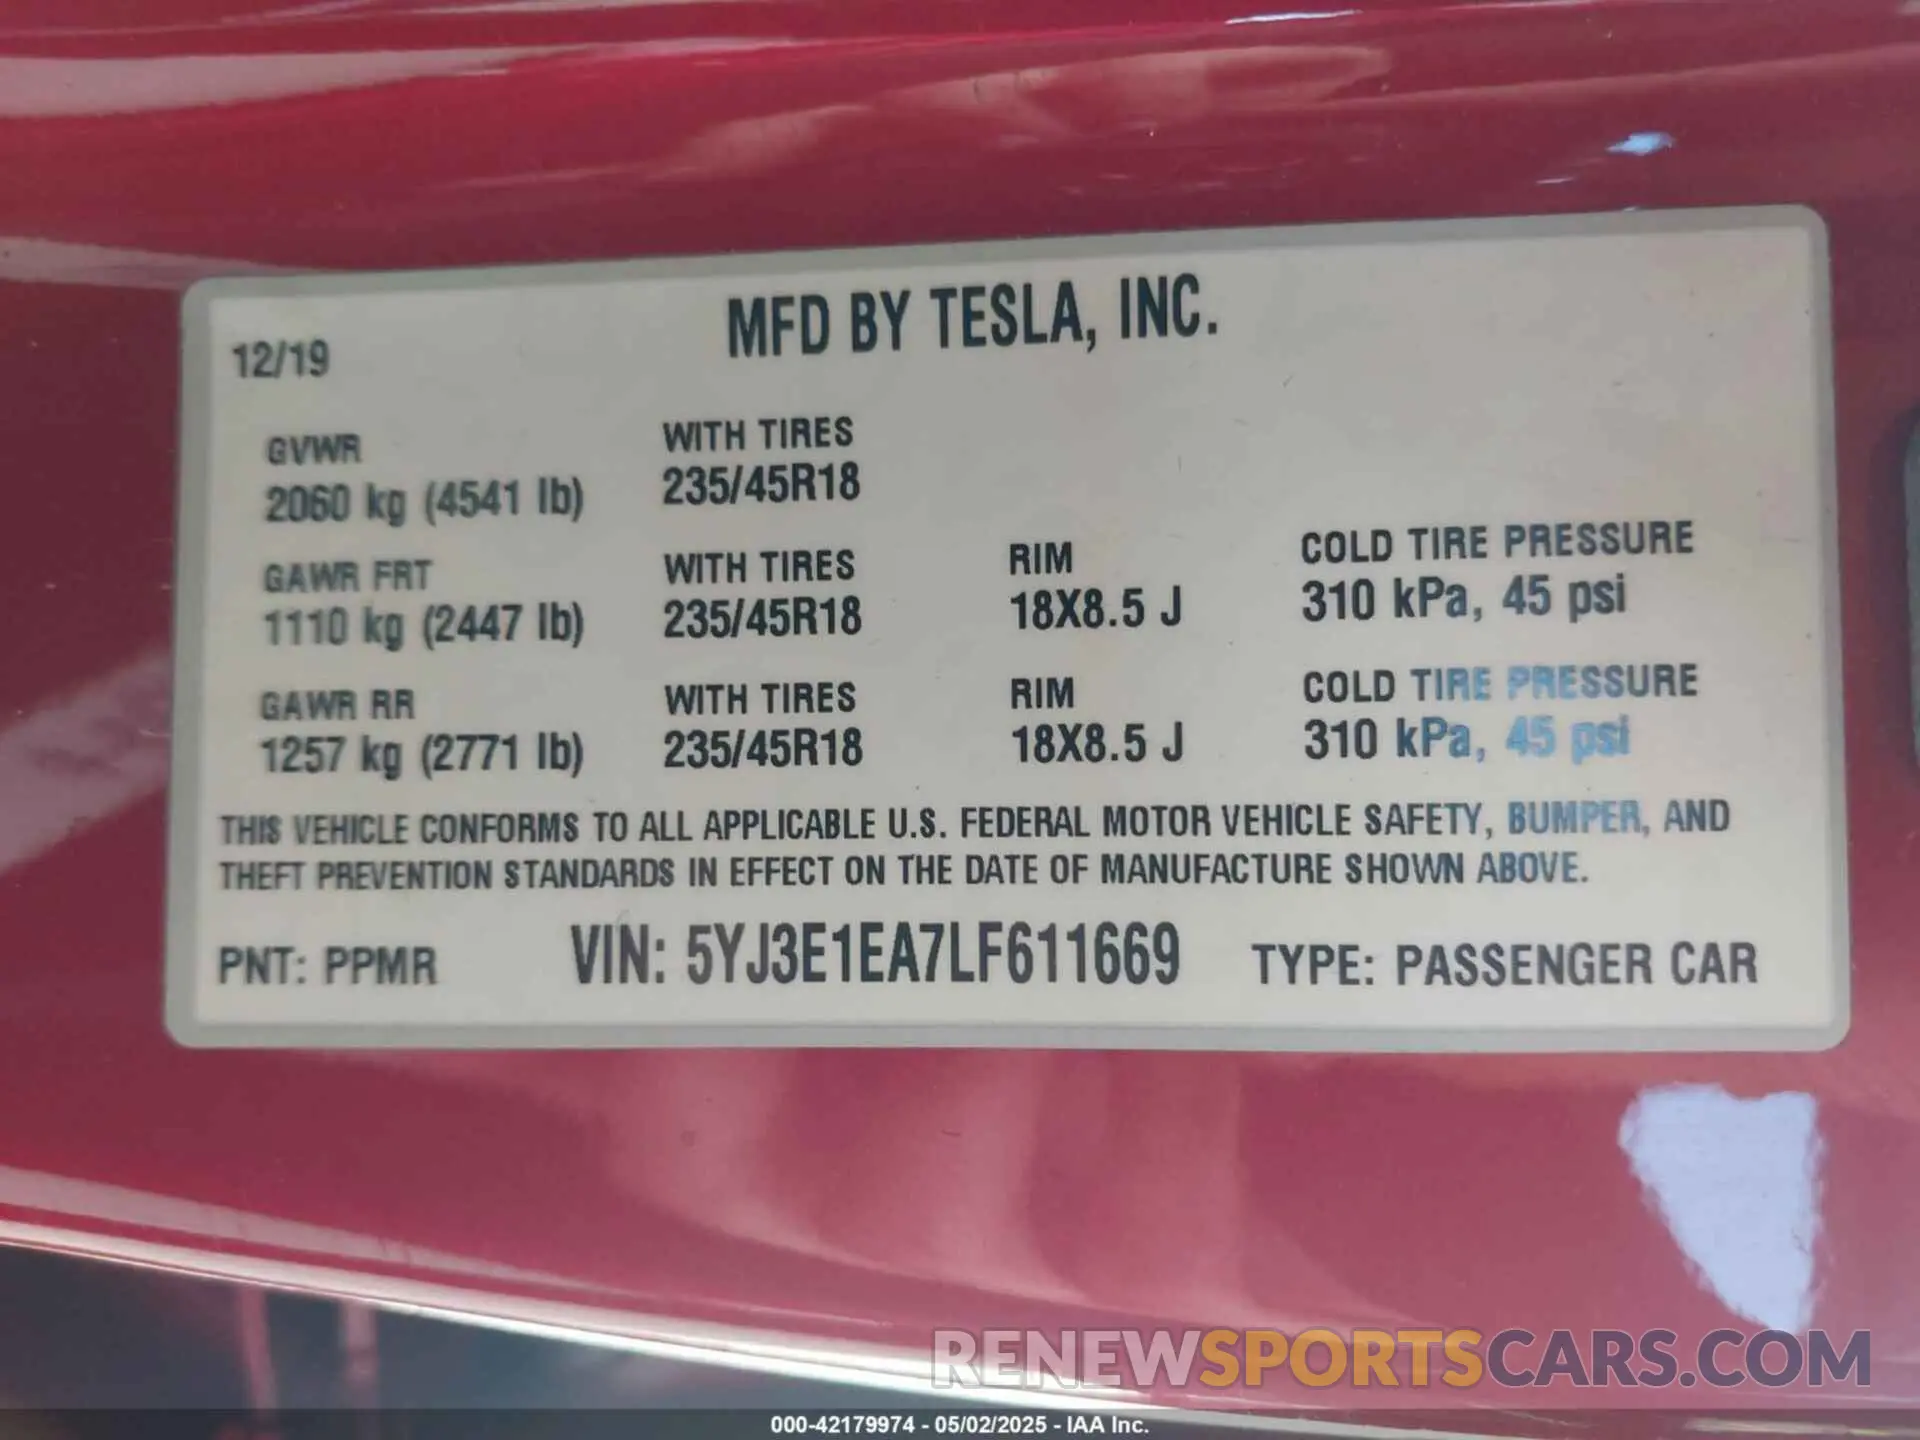 MFD BY TESLA, INC.
12/19
GVWR WITH TIRES
2060 kg (4541 lb) 235/45R18
GAWR FRT WITH TIRES RIM COLD TIRE PRESSURE
1110 kg (2447 lb) 235/45R18 18X8.5 J 310 kPa, 45 psi
GAWR RR WITH TIRES RIM COLD TIRE PRESSURE
1257 kg (2771 lb) 235/45R18 18X8.5 J 310 kPa, 45 psi
THIS VEHICLE CONFORMS TO ALL APPLICABLE U.S. FEDERAL MOTOR VEHICLE SAFETY, BUMPER, AND
THEFT PREVENTION STANDARDS IN EFFECT ON THE DATE OF MANUFACTURE SHOWN ABOVE.
PNT: PPMR VIN: 5YJ3E1EA7LF611669 TYPE: PASSENGER CAR
RENEWSPORTSCARS.COM
000-42179974 - 05/02/2025 - IAA Inc.